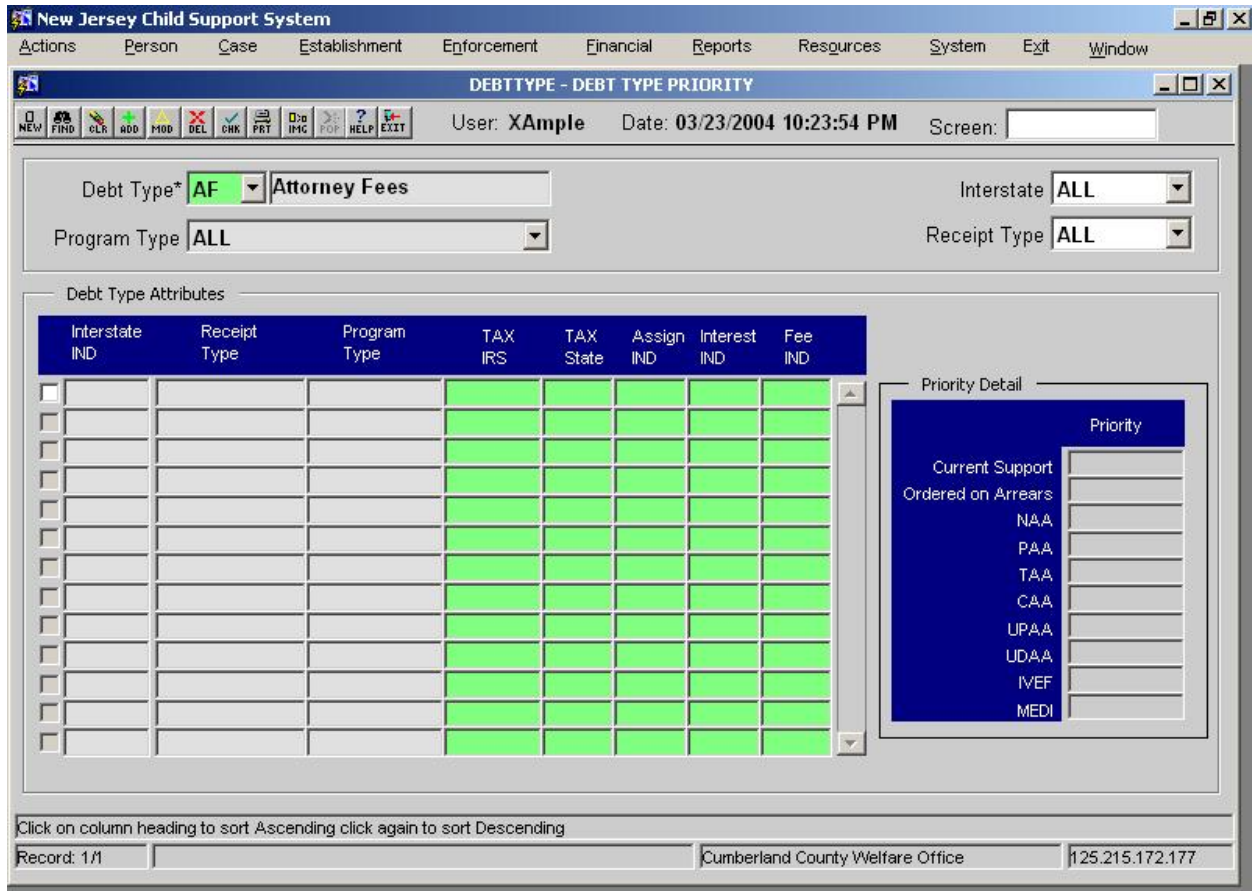 New Jersey Child Support System
Actions Person Case Establishment Enforcement Financial Reports Resources System Exit Window
DEBTTYPE - DEBT TYPE PRIORITY
NEW FIND CLR ADD MOD DEL CHK PRT IMG POP HELP EXIT User: XAmple Date: 03/23/2004 10:23:54 PM Screen:
Debt Type* AF Attorney Fees Interstate ALL
Program Type ALL Receipt Type ALL
Debt Type Attributes
Interstate IND Receipt Type Program Type TAX IRS TAX State Assign IND Interest IND Fee IND
Priority Detail
Priority
Current Support
Ordered on Arrears
NAA
PAA
TAA
CAA
UPAA
UDAA
IVEF
MEDI
Click on column heading to sort Ascending click again to sort Descending
Record: 1/1 Cumberland County Welfare Office 125.215.172.177